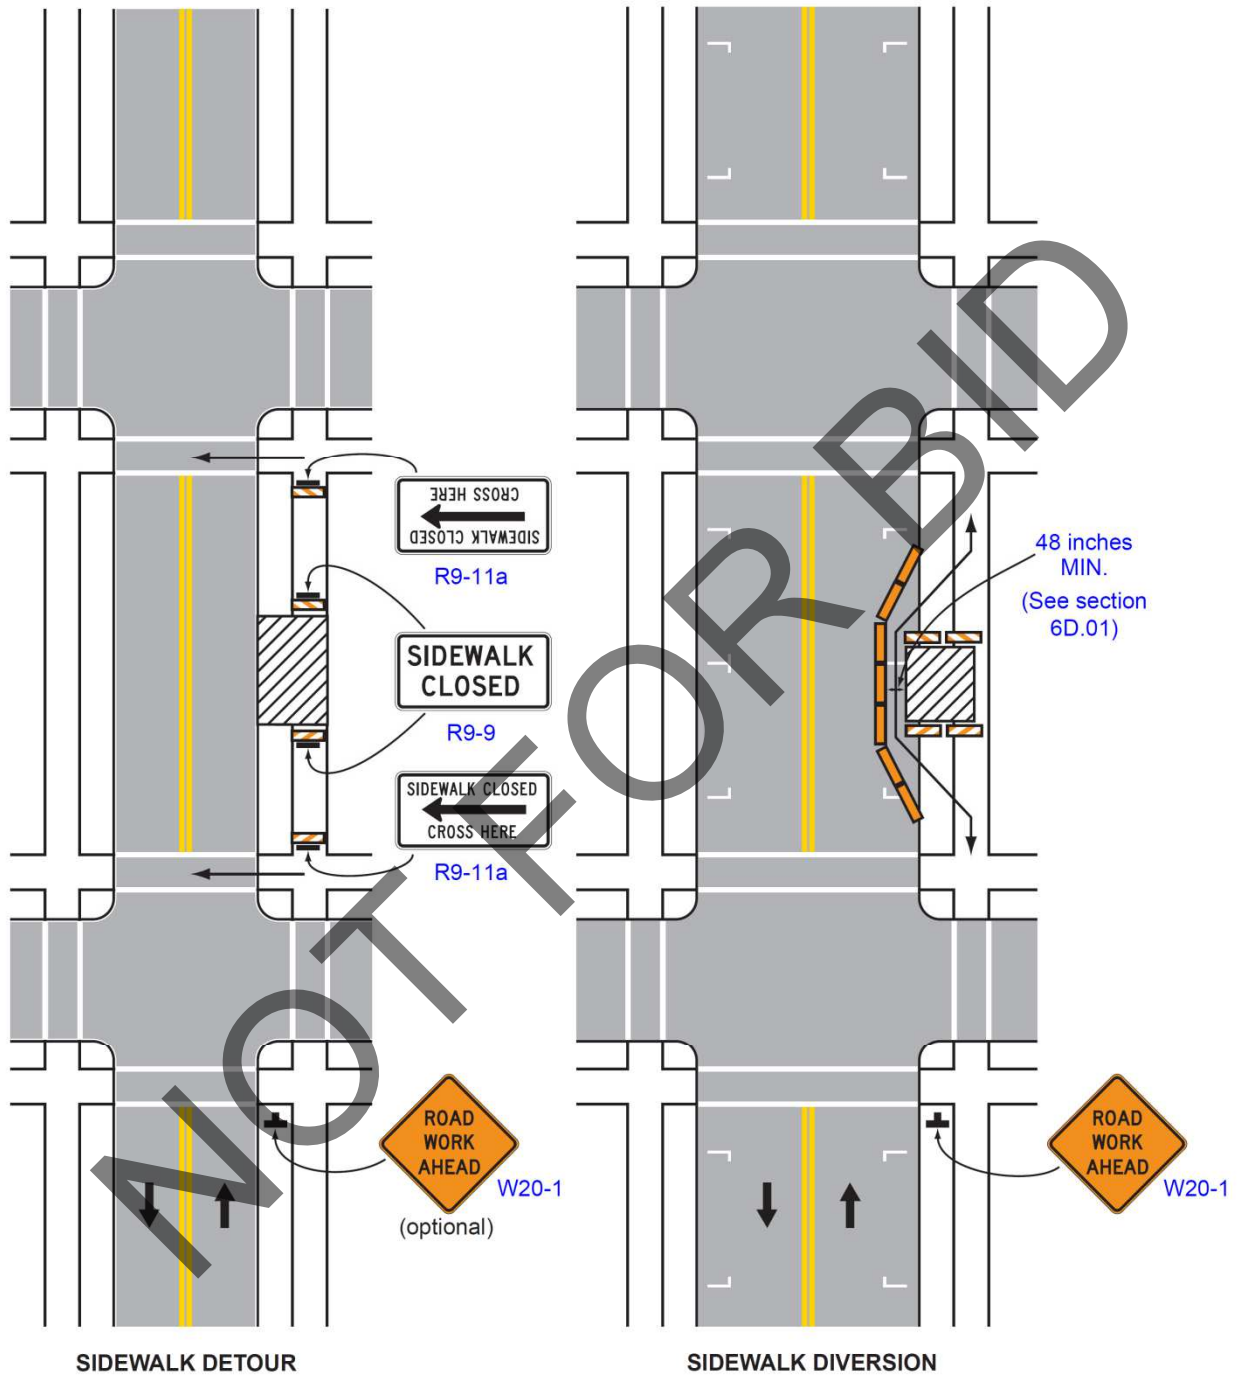 CROSS HERE
SIDEWALK CLOSED
R9-11a
SIDEWALK
CLOSED
R9-9
SIDEWALK CLOSED
CROSS HERE
R9-11a
ROAD
WORK
AHEAD
W20-1
(optional)
SIDEWALK DETOUR
48 inches
MIN.
(See section
6D.01)
ROAD
WORK
AHEAD
W20-1
SIDEWALK DIVERSION
NOT FOR BID